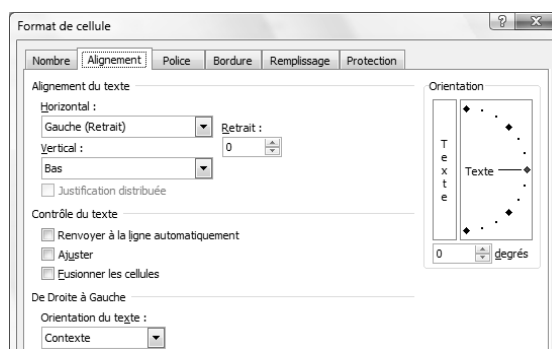 Format de cellule
Nombre Alignement Police Bordure Remplissage Protection
Alignement du texte
Horizontal :
Gauche (Retrait)
Retrait :
0
Vertical :
Bas
Justification distribuée
Contrôle du texte
Renvoyer à la ligne automatiquement
Ajuster
Fusionner les cellules
De Droite à Gauche
Orientation du texte :
Contexte
Orientation
Texte
Texte
0 degrés